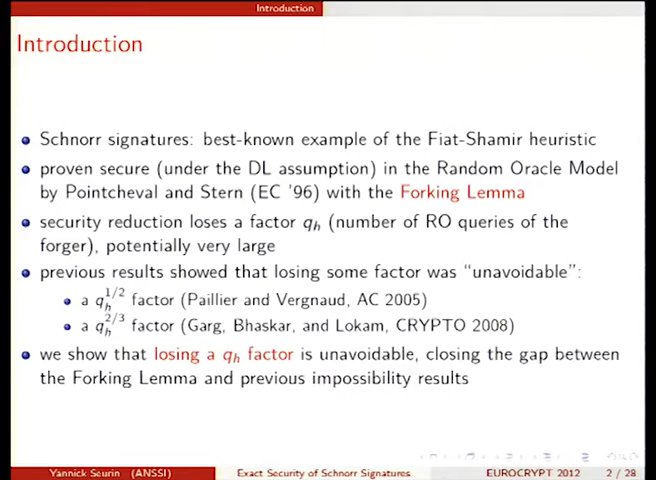 Introduction
Introduction
Schnorr signatures: best-known example of the Fiat-Shamir heuristic
proven secure (under the DL assumption) in the Random Oracle Model
by Pointcheval and Stern (EC '96) with the Forking Lemma
security reduction loses a factor q_h (number of RO queries of the
forger), potentially very large
previous results showed that losing some factor was "unavoidable":
a q_h^{1/2} factor (Paillier and Vergnaud, AC 2005)
a q_h^{2/3} factor (Garg, Bhaskar, and Lokam, CRYPTO 2008)
we show that losing a q_h factor is unavoidable, closing the gap between
the Forking Lemma and previous impossibility results
Yannick Seurin (ANSSI) Exact Security of Schnorr Signatures EUROCRYPT 2012 2 / 28